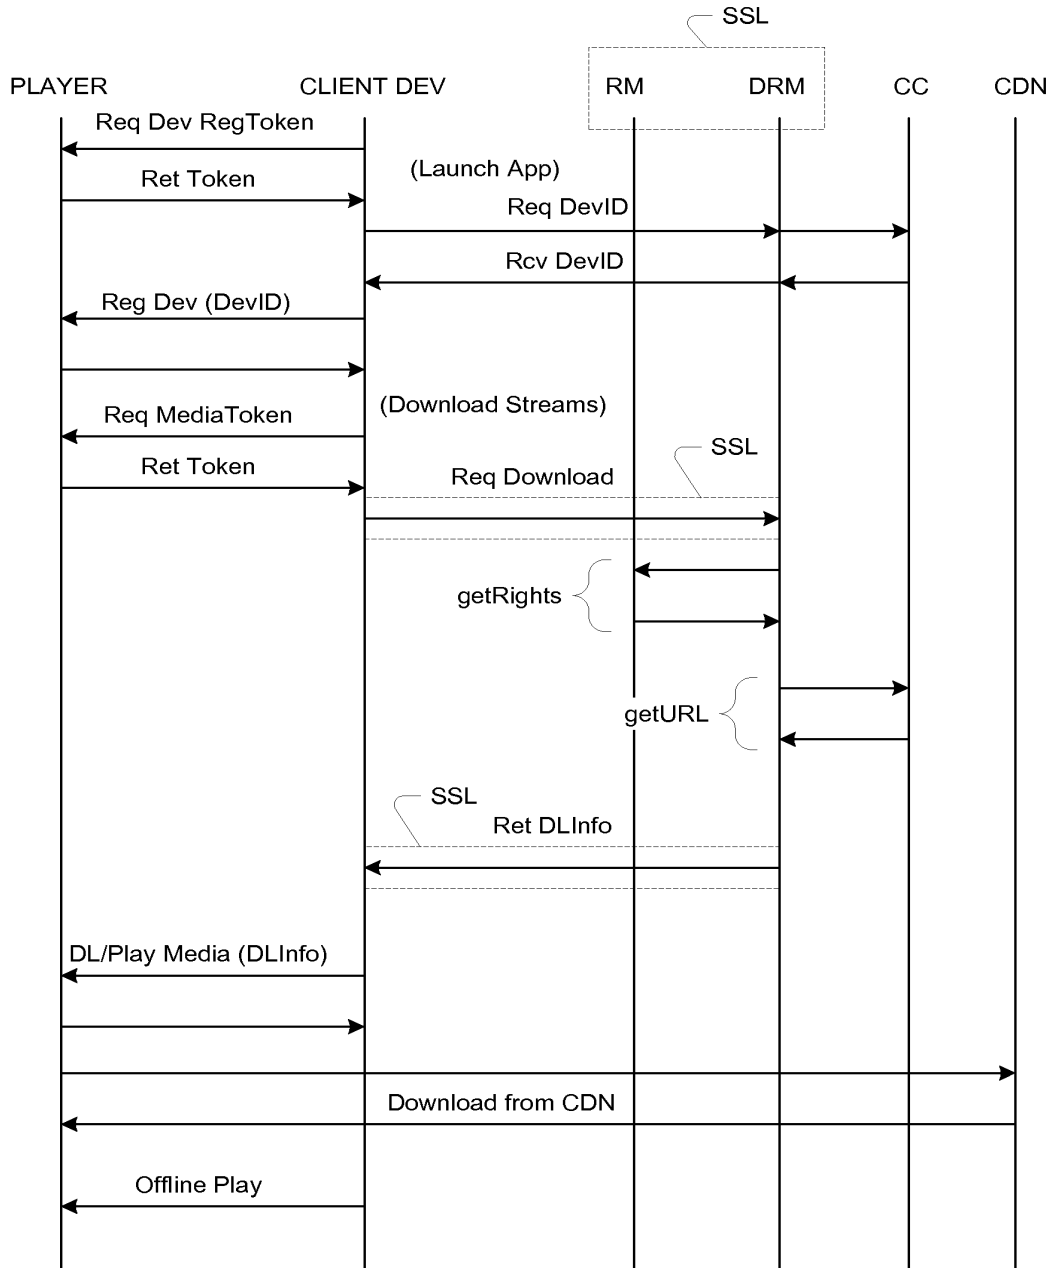 SSL
PLAYER
CLIENT DEV
RM
DRM
CC
CDN
Req Dev RegToken
(Launch App)
Ret Token
Req DevID
Rcv DevID
Reg Dev (DevID)
(Download Streams)
Req MediaToken
SSL
Ret Token
Req Download
getRights
getURL
SSL
Ret DLInfo
DL/Play Media (DLInfo)
Download from CDN
Offline Play